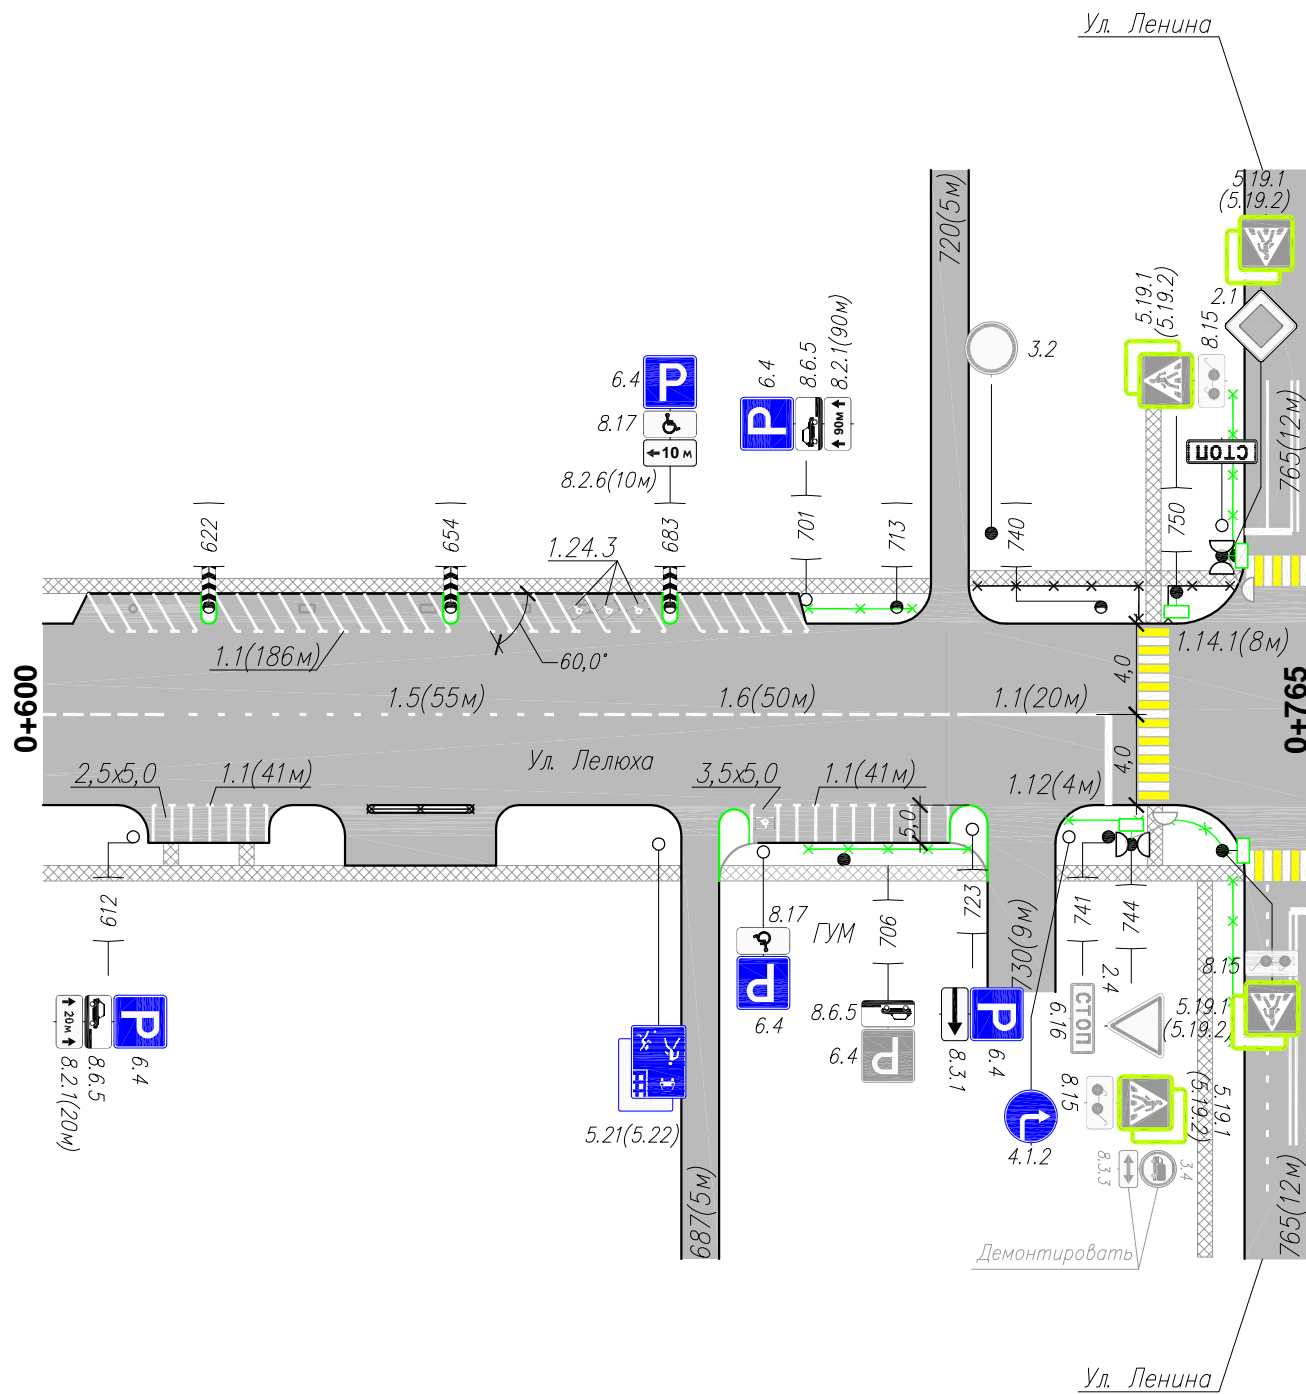 Ул. Ленина
5.19.1
(5.19.2)
720(5м)
2.1
5.19.1
(5.19.2)
8.15
3.2
6.4
P
8.17
←10 м
8.2.6(10м)
6.4
8.6.5
8.2.1(90м)
P
90м
765(12м)
СТОП
622
654
683
701
713
740
750
1.24.3
1.1(186м)
60,0°
1.14.1(8м)
4,0
0+600
1.5(55м)
1.6(50м)
1.1(20м)
0+765
Ул. Лелюха
2,5х5,0
1.1(41м)
3,5х5,0
1.1(41м)
1.12(4м)
4,0
5,0
612
8.17
ГУМ
706
723
730(9м)
741
744
P
6.4
8.6.5
6.4
P
8.3.1
6.4
P
2.4
6.16
СТОП
8.15
5.19.1
(5.19.2)
20м
P
6.4
8.6.5
8.2.1(20м)
5.21(5.22)
4.1.2
8.15
5.19.1
(5.19.2)
8.3.3
3.4
687(5м)
765(12м)
Демонтировать
Ул. Ленина